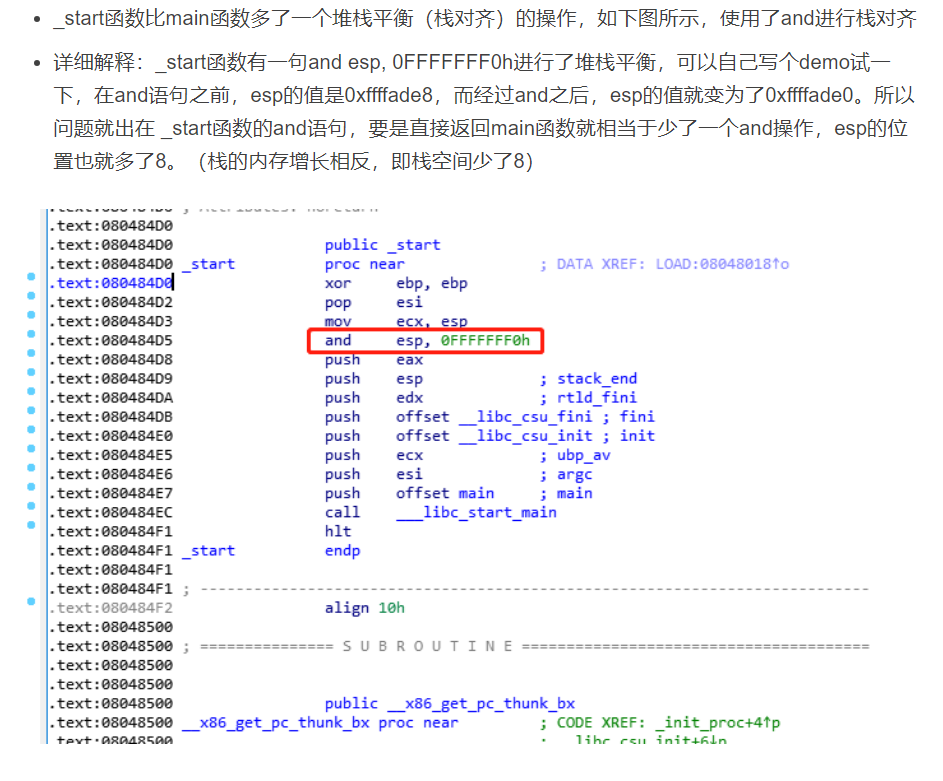 _start函数比main函数多了一个堆栈平衡（栈对齐）的操作，如下图所示，使用了and进行栈对齐
详细解释：_start函数有一句and esp, 0FFFFFFF0h进行了堆栈平衡，可以自己写个demo试一
下，在and语句之前，esp的值是0xffffade8，而经过and之后，esp的值就变为了0xffffade0。所以
问题就出在 _start函数的and语句，要是直接返回main函数就相当于少了一个and操作，esp的位
置也就多了8。（栈的内存增长相反，即栈空间少了8）
.text:080484D0 ; Attributes: noreturn
.text:080484D0
.text:080484D0 public _start
.text:080484D0 _start proc near ; DATA XREF: LOAD:08048018↑o
.text:080484D0 xor ebp, ebp
.text:080484D2 pop esi
.text:080484D3 mov ecx, esp
.text:080484D5 and esp, 0FFFFFFF0h
.text:080484D8 push eax
.text:080484D9 push esp ; stack_end
.text:080484DA push edx ; rtld_fini
.text:080484DB push offset __libc_csu_fini ; fini
.text:080484E0 push offset __libc_csu_init ; init
.text:080484E5 push ecx ; ubp_av
.text:080484E6 push esi ; argc
.text:080484E7 push offset main ; main
.text:080484EC call ___libc_start_main
.text:080484F1 hlt
.text:080484F1 _start endp
.text:080484F1
.text:080484F1 ; ---------------------------------------------------------------------------
.text:080484F2 align 10h
.text:08048500
.text:08048500 ; =============== S U B R O U T I N E =======================================
.text:08048500
.text:08048500
.text:08048500 public __x86_get_pc_thunk_bx
.text:08048500 __x86_get_pc_thunk_bx proc near ; CODE XREF: _init_proc+4↑p
.text:08048500 ; __libc_csu_init+6↓p